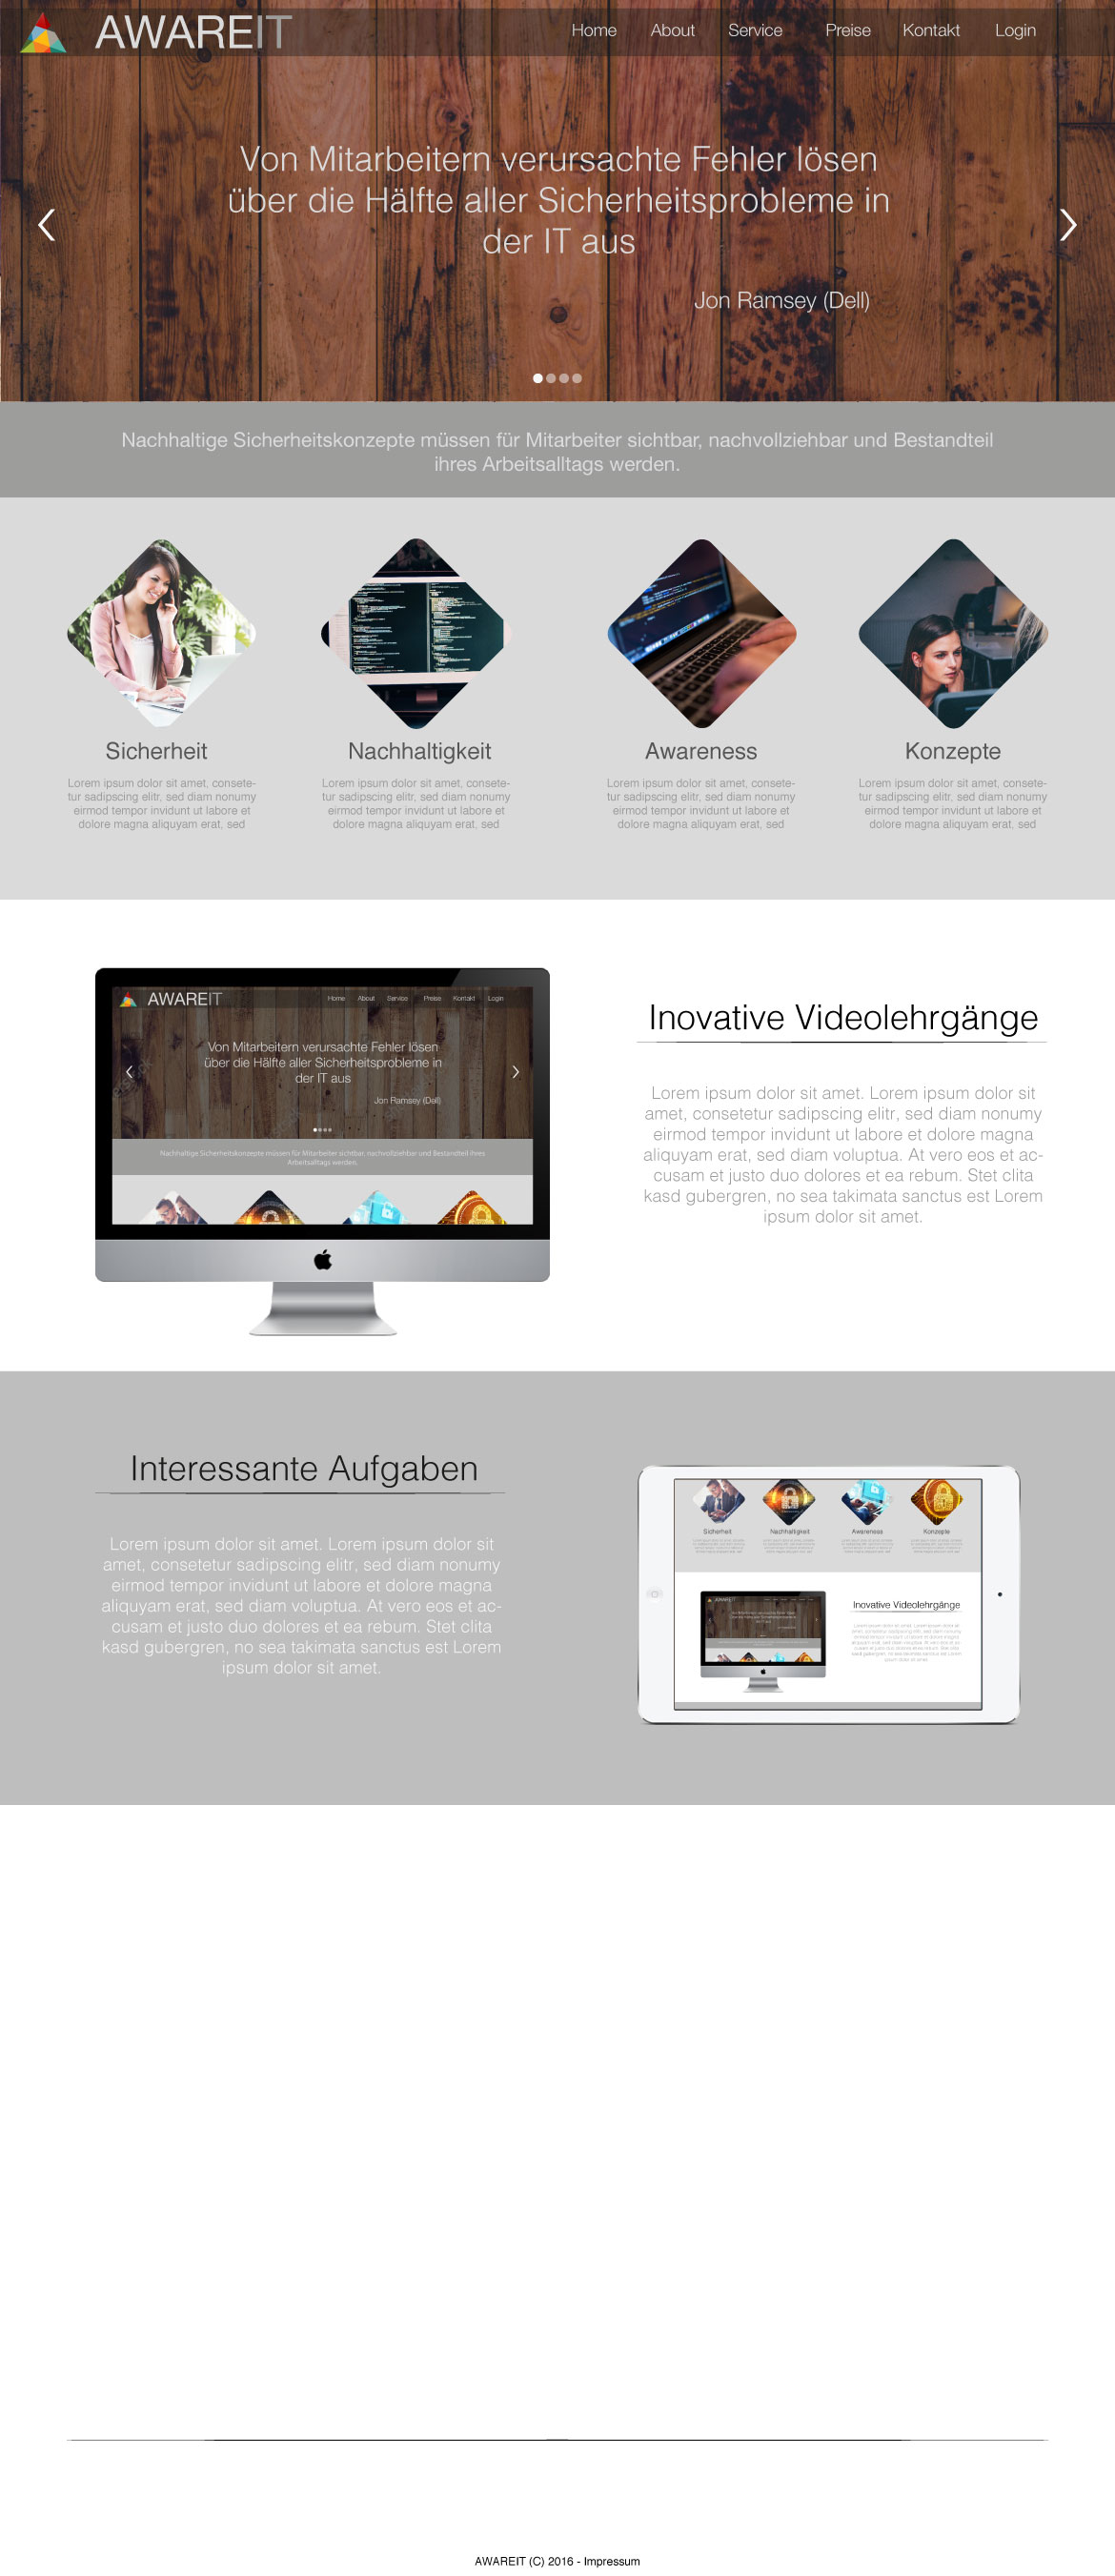 AWAREIT
Home About Service Preise Kontakt Login
Von Mitarbeitern verursachte Fehler lösen
über die Hälfte aller Sicherheitsprobleme in
der IT aus
Jon Ramsey (Dell)
Nachhaltige Sicherheitskonzepte müssen für Mitarbeiter sichtbar, nachvollziehbar und Bestandteil
ihres Arbeitsalltags werden.
Sicherheit
Lorem ipsum dolor sit amet, consete-
tur sadipscing elitr, sed diam nonumy
eirmod tempor invidunt ut labore et
dolore magna aliquyam erat, sed
Nachhaltigkeit
Lorem ipsum dolor sit amet, consete-
tur sadipscing elitr, sed diam nonumy
eirmod tempor invidunt ut labore et
dolore magna aliquyam erat, sed
Awareness
Lorem ipsum dolor sit amet, consete-
tur sadipscing elitr, sed diam nonumy
eirmod tempor invidunt ut labore et
dolore magna aliquyam erat, sed
Konzepte
Lorem ipsum dolor sit amet, consete-
tur sadipscing elitr, sed diam nonumy
eirmod tempor invidunt ut labore et
dolore magna aliquyam erat, sed
AWAREIT
Home About Service Preise Kontakt Login
Von Mitarbeitern verursachte Fehler lösen
über die Hälfte aller Sicherheitsprobleme in
der IT aus
Jon Ramsey (Dell)
Nachhaltige Sicherheitskonzepte müssen für Mitarbeiter sichtbar, nachvollziehbar und Bestandteil ihres
Arbeitsalltags werden.
Inovative Videolehrgänge
Lorem ipsum dolor sit amet. Lorem ipsum dolor sit
amet, consetetur sadipscing elitr, sed diam nonumy
eirmod tempor invidunt ut labore et dolore magna
aliquyam erat, sed diam voluptua. At vero eos et ac-
cusam et justo duo dolores et ea rebum. Stet clita
kasd gubergren, no sea takimata sanctus est Lorem
ipsum dolor sit amet.
Interessante Aufgaben
Lorem ipsum dolor sit amet. Lorem ipsum dolor sit
amet, consetetur sadipscing elitr, sed diam nonumy
eirmod tempor invidunt ut labore et dolore magna
aliquyam erat, sed diam voluptua. At vero eos et ac-
cusam et justo duo dolores et ea rebum. Stet clita
kasd gubergren, no sea takimata sanctus est Lorem
ipsum dolor sit amet.
Sicherheit Nachhaltigkeit Awareness Konzepte
AWAREIT
Inovative Videolehrgänge
AWAREIT (C) 2016 - Impressum